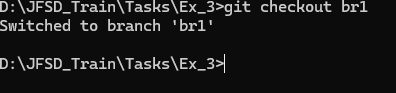 D:\JFSD_Train\Tasks\Ex_3>git checkout br1
Switched to branch 'br1'
D:\JFSD_Train\Tasks\Ex_3>